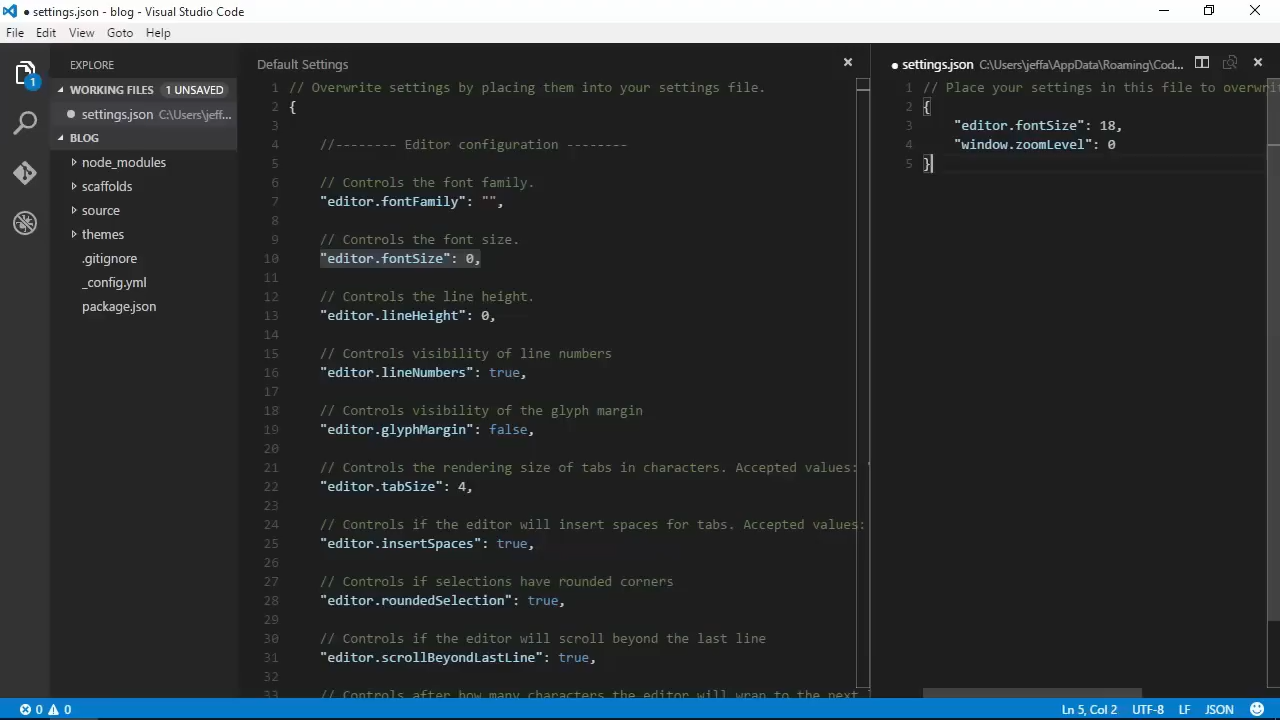 ● settings.json - blog - Visual Studio Code
File Edit View Goto Help
EXPLORE
WORKING FILES 1 UNSAVED
settings.json C:\Users\jeff...
BLOG
node_modules
scaffolds
source
themes
.gitignore
_config.yml
package.json
1
Default Settings
1 // Overwrite settings by placing them into your settings file.
2 {
3
4 //-------- Editor configuration --------
5
6 // Controls the font family.
7 "editor.fontFamily": "",
8
9 // Controls the font size.
10 "editor.fontSize": 0,
11
12 // Controls the line height.
13 "editor.lineHeight": 0,
14
15 // Controls visibility of line numbers
16 "editor.lineNumbers": true,
17
18 // Controls visibility of the glyph margin
19 "editor.glyphMargin": false,
20
21 // Controls the rendering size of tabs in characters. Accepted values:
22 "editor.tabSize": 4,
23
24 // Controls if the editor will insert spaces for tabs. Accepted values:
25 "editor.insertSpaces": true,
26
27 // Controls if selections have rounded corners
28 "editor.roundedSelection": true,
29
30 // Controls if the editor will scroll beyond the last line
31 "editor.scrollBeyondLastLine": true,
32
33 // Controls after how many characters the editor will wrap to the next
settings.json C:\Users\jeffa\AppData\Roaming\Cod...
1 // Place your settings in this file to overwri
2 {
3 "editor.fontSize": 18,
4 "window.zoomLevel": 0
5 }
0 0
Ln 5, Col 2 UTF-8 LF JSON